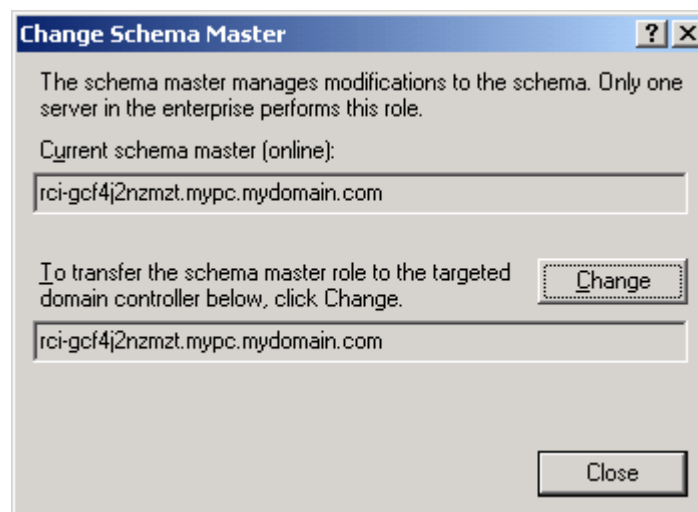 Change Schema Master
The schema master manages modifications to the schema. Only one
server in the enterprise performs this role.
Current schema master (online):
rci-gcf4j2nzmzt.mypc.mydomain.com
To transfer the schema master role to the targeted
domain controller below, click Change.
Change
rci-gcf4j2nzmzt.mypc.mydomain.com
Close